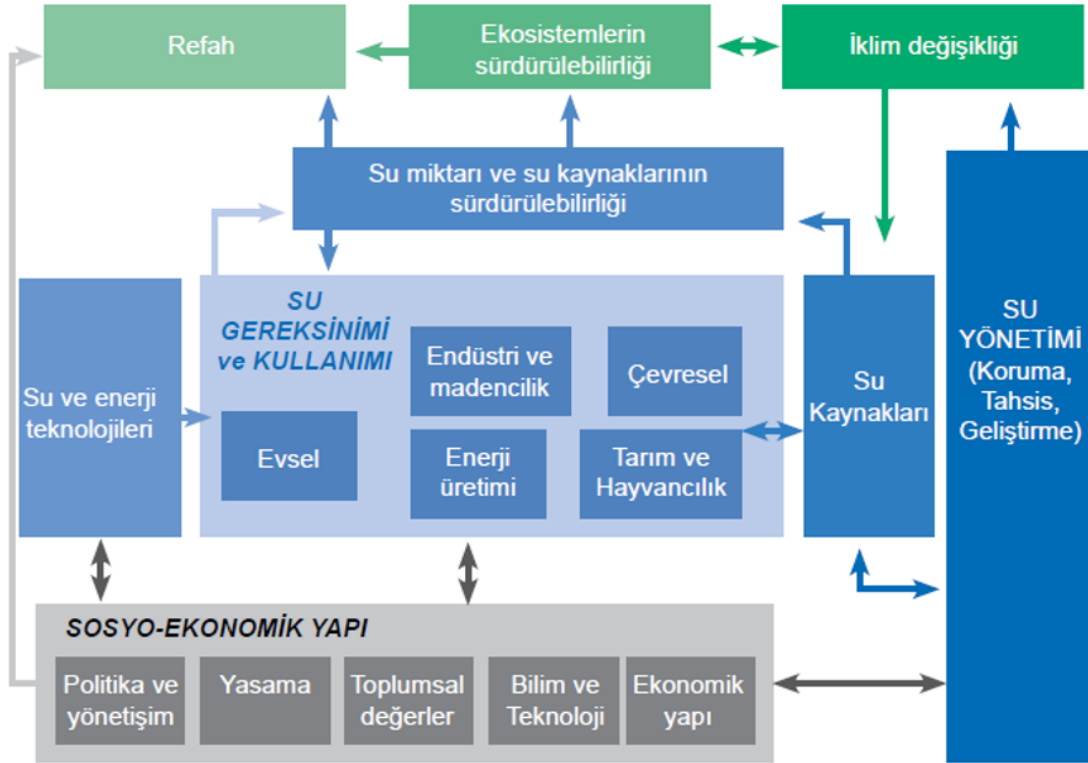 Refah
Ekosistemlerin
sürdürülebilirliği
İklim değişikliği
Su miktarı ve su kaynaklarının
sürdürülebilirliği
Su ve enerji
teknolojileri
SU
GEREKSİNİMİ
ve KULLANIMI
Evsel
Endüstri ve
madencilik
Çevresel
Enerji
üretimi
Tarım ve
Hayvancılık
Su
Kaynakları
SU
YÖNETİMİ
(Koruma,
Tahsis,
Geliştirme)
SOSYO-EKONOMİK YAPI
Politika ve
yönetişim
Yasama
Toplumsal
değerler
Bilim ve
Teknoloji
Ekonomik
yapı